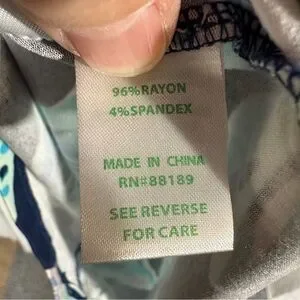 96%RAYON
4%SPANDEX
MADE IN CHINA
RN#88189
SEE REVERSE
FOR CARE